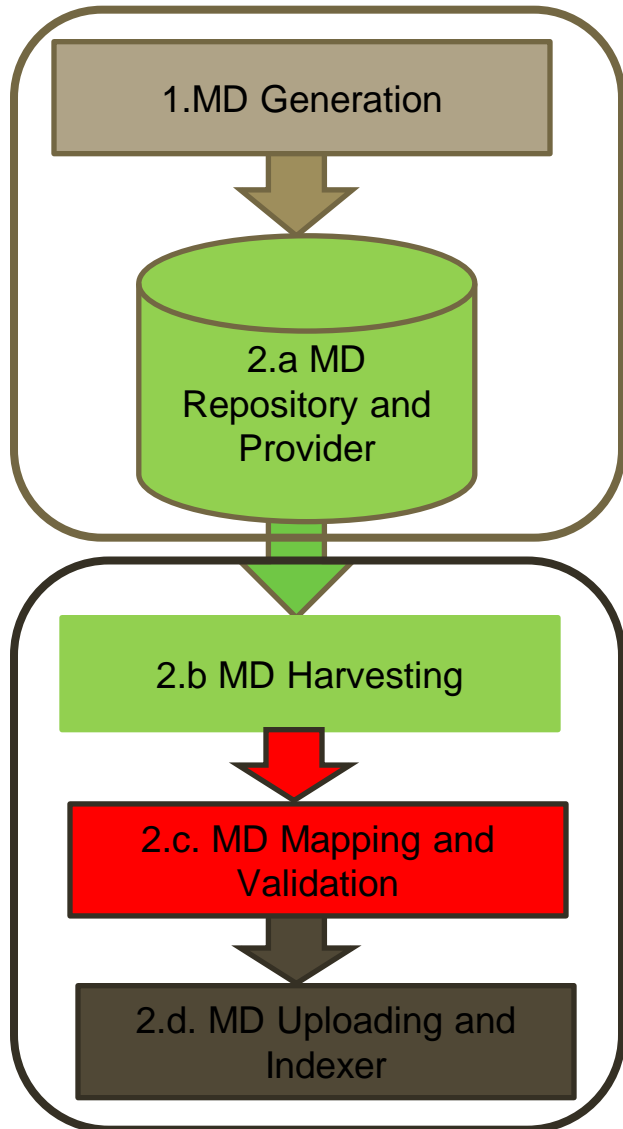 1.MD Generation
2.a MD
Repository and
Provider
2.b MD Harvesting
2.c. MD Mapping and
Validation
2.d. MD Uploading and
Indexer